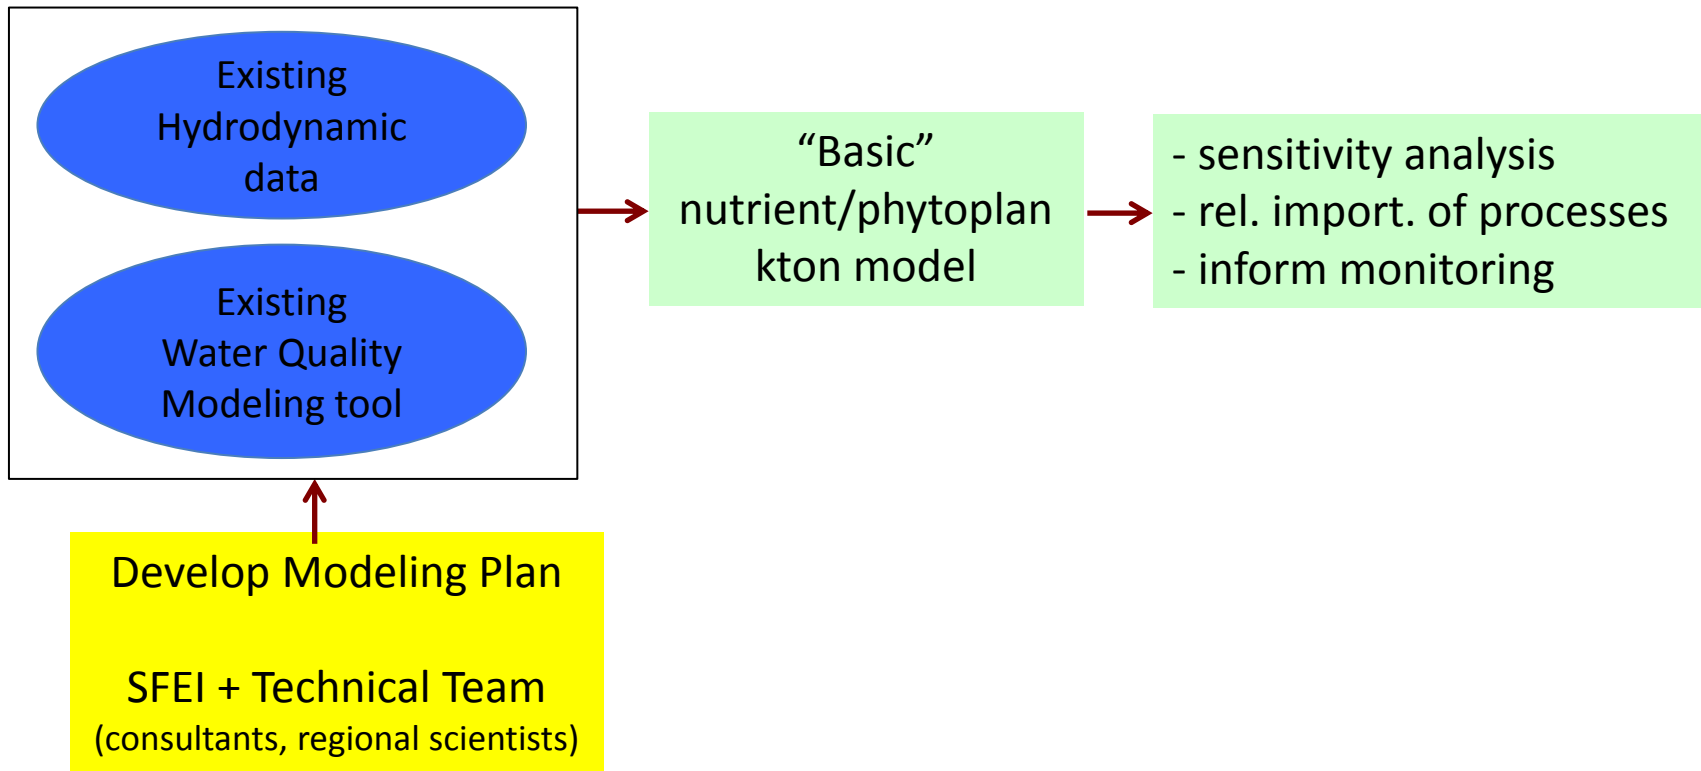 Existing
Hydrodynamic
data
Existing
Water Quality
Modeling tool
“Basic”
nutrient/phytoplan
kton model
- sensitivity analysis
- rel. import. of processes
- inform monitoring
Develop Modeling Plan
SFEI + Technical Team
(consultants, regional scientists)